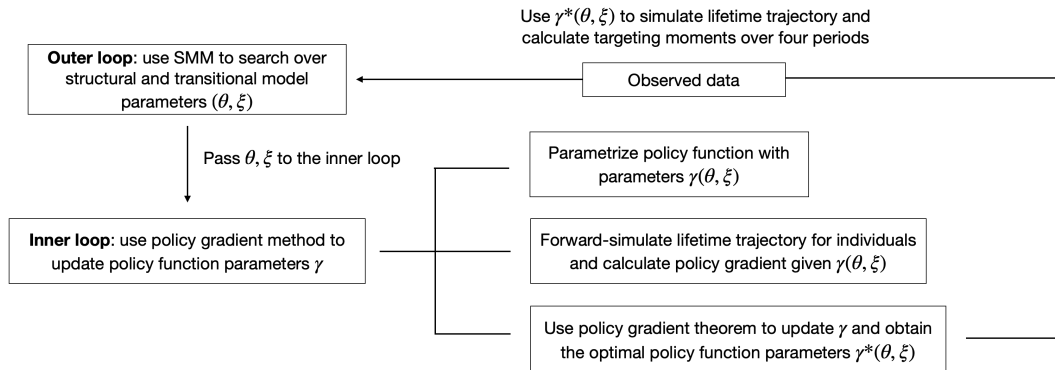 Use γ*(θ, ξ) to simulate lifetime trajectory and
calculate targeting moments over four periods
Outer loop: use SMM to search over
structural and transitional model
parameters (θ, ξ)
Observed data
Pass θ, ξ to the inner loop
Parametrize policy function with
parameters γ(θ, ξ)
Inner loop: use policy gradient method to
update policy function parameters γ
Forward-simulate lifetime trajectory for individuals
and calculate policy gradient given γ(θ, ξ)
Use policy gradient theorem to update γ and obtain
the optimal policy function parameters γ*(θ, ξ)